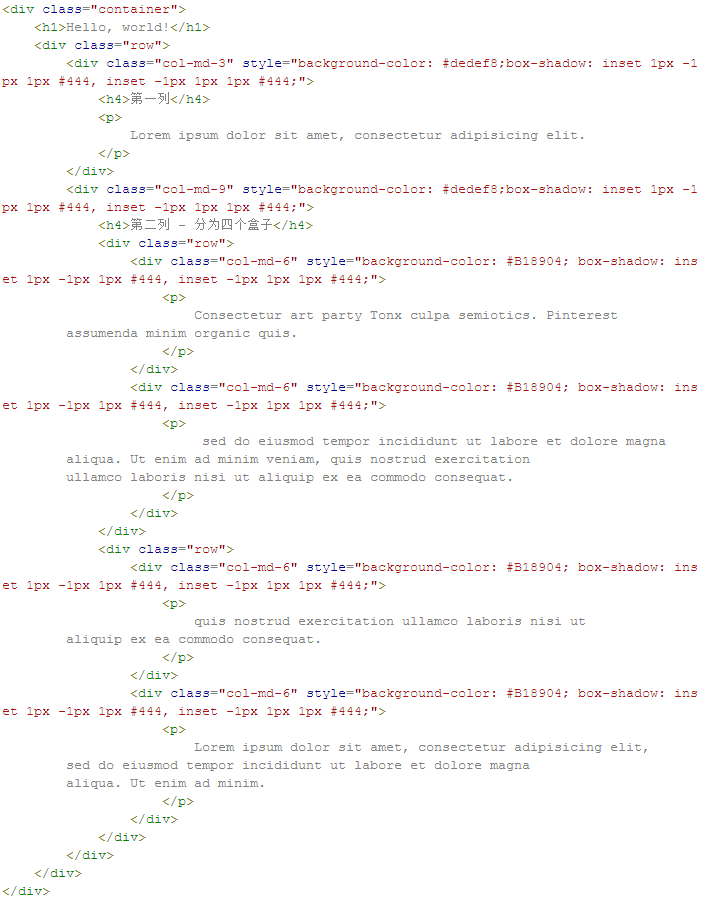 <div class="container">
<h1>Hello, world!</h1>
<div class="row">
<div class="col-md-3" style="background-color: #dedef8;box-shadow: inset 1px -1
px 1px #444, inset -1px 1px 1px #444;">
<h4>第一列</h4>
<p>
Lorem ipsum dolor sit amet, consectetur adipisicing elit.
</p>
</div>
<div class="col-md-9" style="background-color: #dedef8;box-shadow: inset 1px -1
px 1px #444, inset -1px 1px 1px #444;">
<h4>第二列 - 分为四个盒子</h4>
<div class="row">
<div class="col-md-6" style="background-color: #B18904; box-shadow: ins
et 1px -1px 1px #444, inset -1px 1px 1px #444;">
<p>
Consectetur art party Tonx culpa semiotics. Pinterest
assumenda minim organic quis.
</p>
</div>
<div class="col-md-6" style="background-color: #B18904; box-shadow: ins
et 1px -1px 1px #444, inset -1px 1px 1px #444;">
<p>
sed do eiusmod tempor incididunt ut labore et dolore magna
aliqua. Ut enim ad minim veniam, quis nostrud exercitation
ullamco laboris nisi ut aliquip ex ea commodo consequat.
</p>
</div>
</div>
<div class="row">
<div class="col-md-6" style="background-color: #B18904; box-shadow: ins
et 1px -1px 1px #444, inset -1px 1px 1px #444;">
<p>
quis nostrud exercitation ullamco laboris nisi ut
aliquip ex ea commodo consequat.
</p>
</div>
<div class="col-md-6" style="background-color: #B18904; box-shadow: ins
et 1px -1px 1px #444, inset -1px 1px 1px #444;">
<p>
Lorem ipsum dolor sit amet, consectetur adipisicing elit,
sed do eiusmod tempor incididunt ut labore et dolore magna
aliqua. Ut enim ad minim.
</p>
</div>
</div>
</div>
</div>
</div>